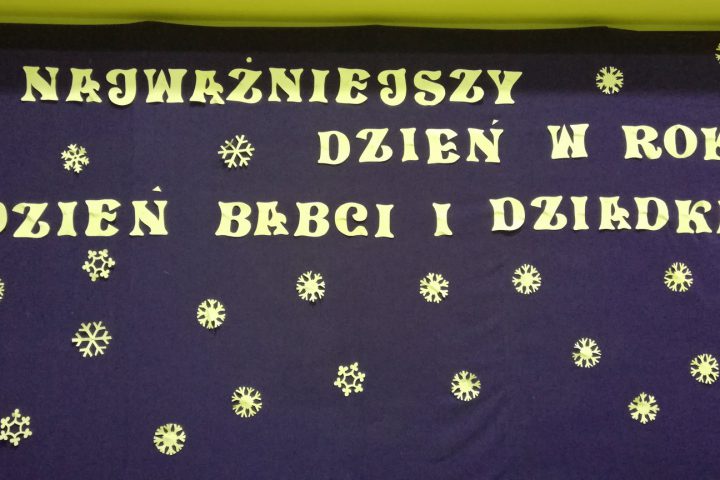 NAJWAŻNIEJSZY
DZIEŃ W ROK
DZIEŃ BABCI I DZIADK